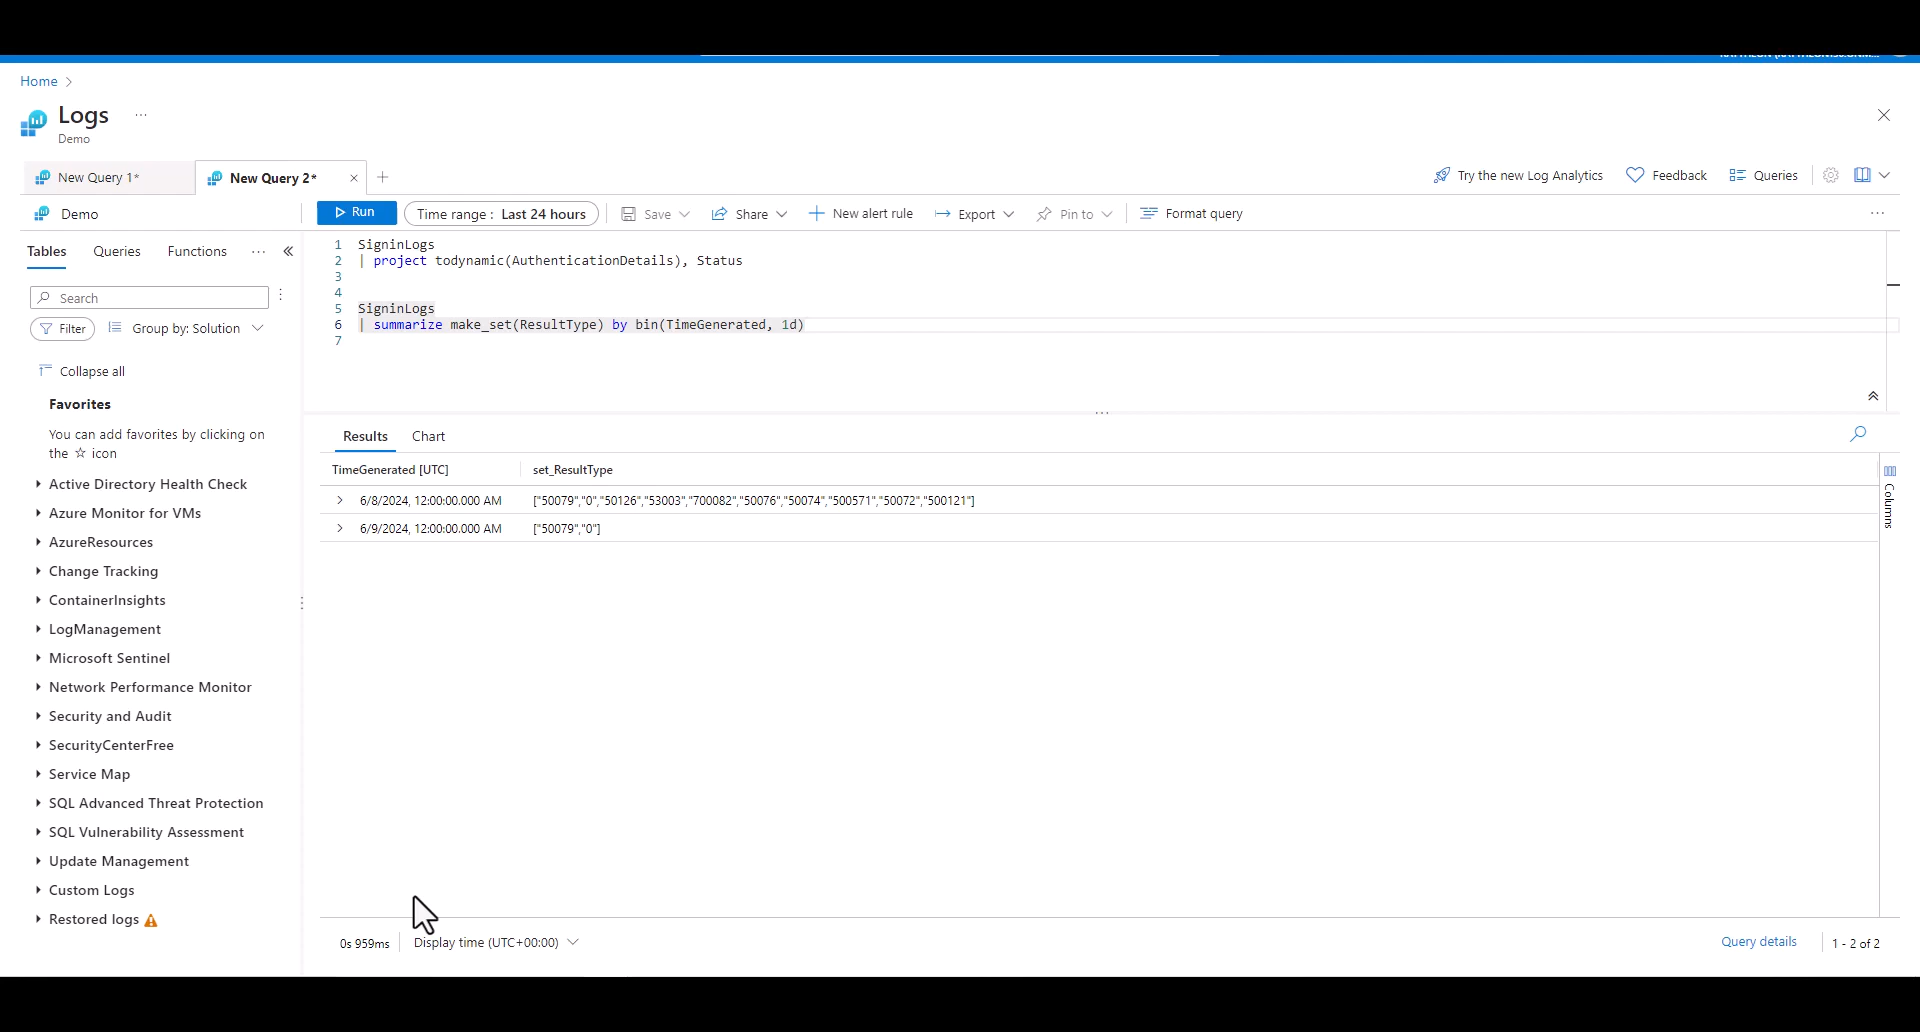 Home >
Logs ...
Demo
New Query 1*
New Query 2* × +
Try the new Log Analytics
Feedback
Queries
Demo
Run
Time range : Last 24 hours
Save
Share
New alert rule
Export
Pin to
Format query
...
Tables
Queries
Functions
...
«
Search
Filter
Group by: Solution
Collapse all
Favorites
You can add favorites by clicking on
the ☆ icon
Active Directory Health Check
Azure Monitor for VMs
AzureResources
Change Tracking
ContainerInsights
LogManagement
Microsoft Sentinel
Network Performance Monitor
Security and Audit
SecurityCenterFree
Service Map
SQL Advanced Threat Protection
SQL Vulnerability Assessment
Update Management
Custom Logs
Restored logs
1 SigninLogs
2 | project todynamic(AuthenticationDetails), Status
3
4
5 SigninLogs
6 | summarize make_set(ResultType) by bin(TimeGenerated, 1d)
7
Results
Chart
TimeGenerated [UTC] set_ResultType
6/8/2024, 12:00:00.000 AM ["50079","0","50126","53003","700082","50076","50074","500571","50072","500121"]
6/9/2024, 12:00:00.000 AM ["50079","0"]
Columns
0s 959ms
Display time (UTC+00:00)
Query details
1 - 2 of 2